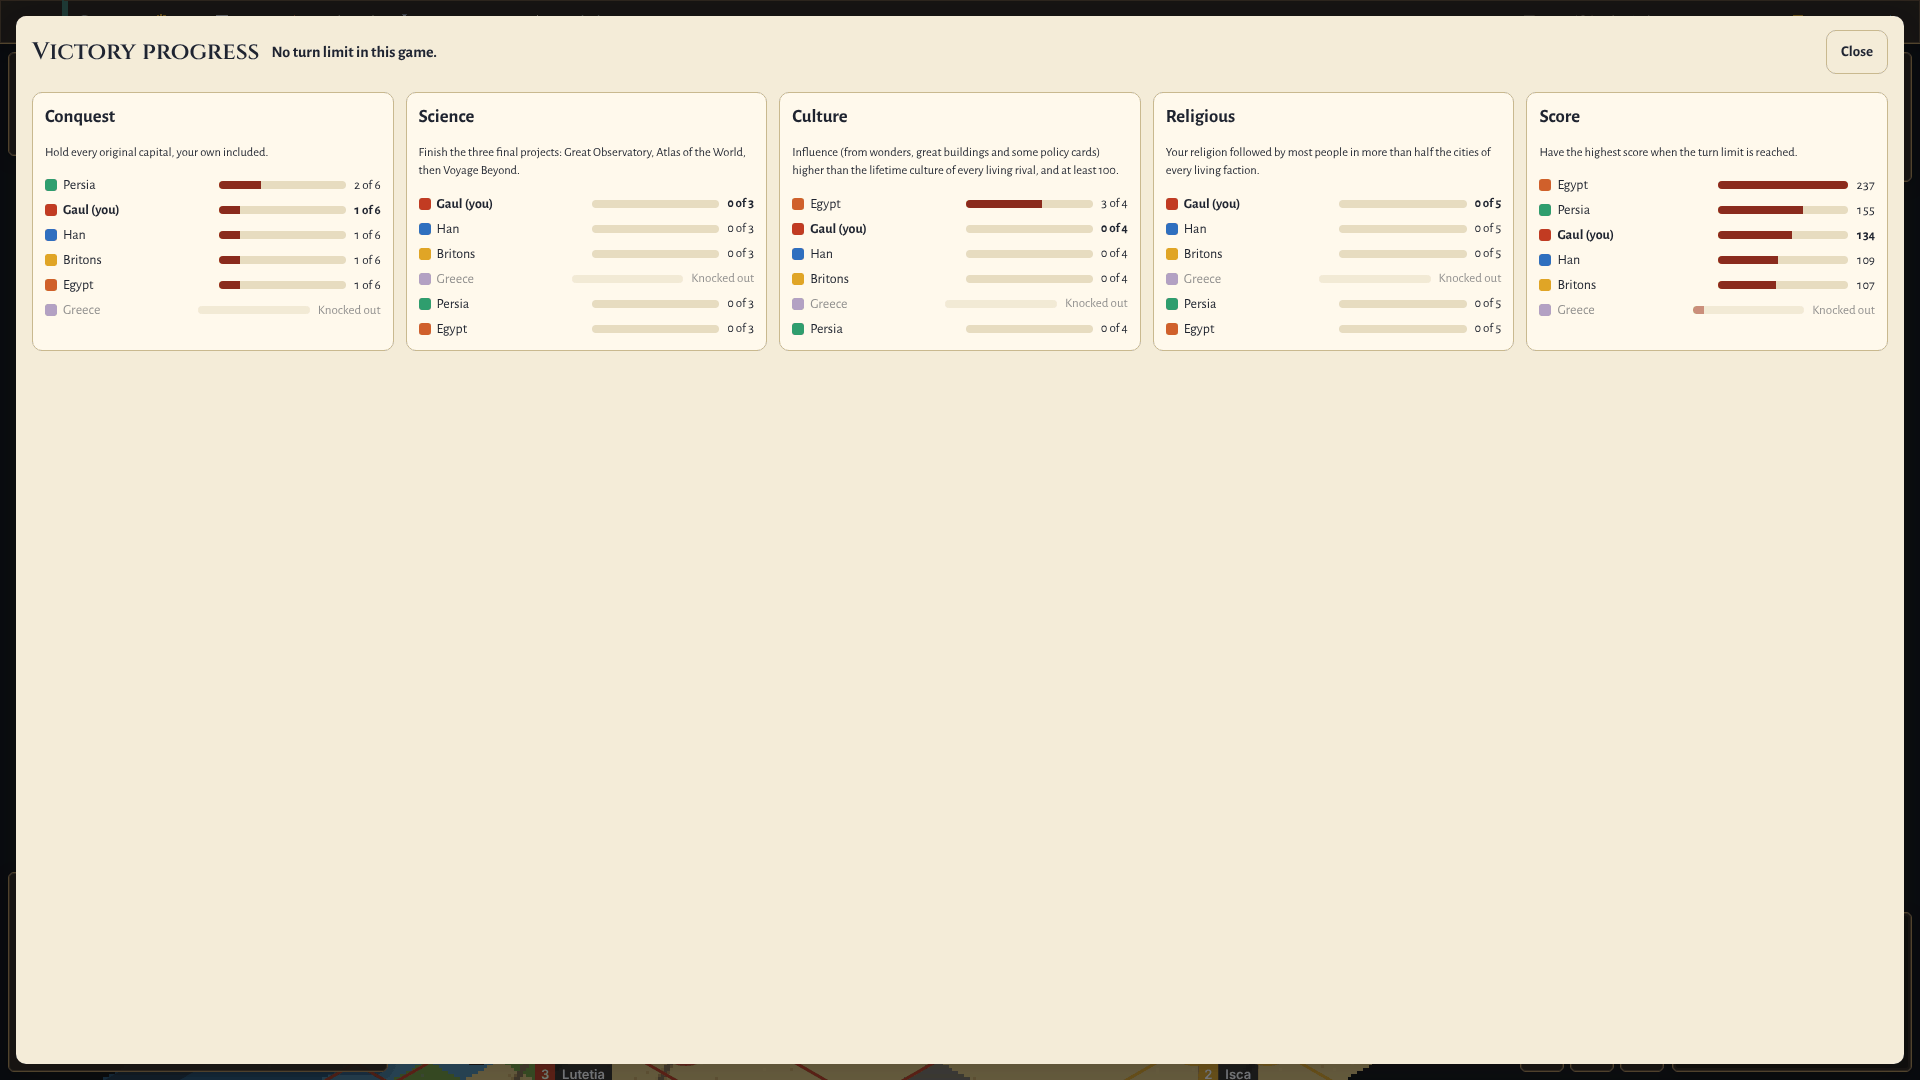 VICTORY PROGRESS No turn limit in this game.
Close
Conquest
Hold every original capital, your own included.
Persia 2 of 6
Gaul (you) 1 of 6
Han 1 of 6
Britons 1 of 6
Egypt 1 of 6
Greece Knocked out
Science
Finish the three final projects: Great Observatory, Atlas of the World,
then Voyage Beyond.
Gaul (you) 0 of 3
Han 0 of 3
Britons 0 of 3
Greece Knocked out
Persia 0 of 3
Egypt 0 of 3
Culture
Influence (from wonders, great buildings and some policy cards)
higher than the lifetime culture of every living rival, and at least 100.
Egypt 3 of 4
Gaul (you) 0 of 4
Han 0 of 4
Britons 0 of 4
Greece Knocked out
Persia 0 of 4
Religious
Your religion followed by most people in more than half the cities of
every living faction.
Gaul (you) 0 of 5
Han 0 of 5
Britons 0 of 5
Greece Knocked out
Persia 0 of 5
Egypt 0 of 5
Score
Have the highest score when the turn limit is reached.
Egypt 237
Persia 155
Gaul (you) 134
Han 109
Britons 107
Greece Knocked out
3 Lutetia
2 Isca